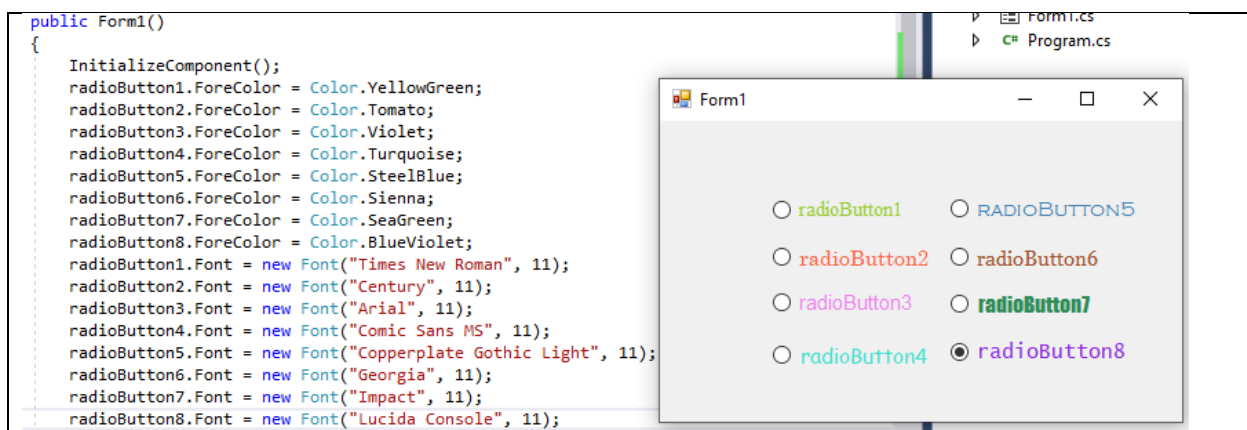 public Form1()
{
InitializeComponent();
radioButton1.ForeColor = Color.YellowGreen;
radioButton2.ForeColor = Color.Tomato;
radioButton3.ForeColor = Color.Violet;
radioButton4.ForeColor = Color.Turquoise;
radioButton5.ForeColor = Color.SteelBlue;
radioButton6.ForeColor = Color.Sienna;
radioButton7.ForeColor = Color.SeaGreen;
radioButton8.ForeColor = Color.BlueViolet;
radioButton1.Font = new Font("Times New Roman", 11);
radioButton2.Font = new Font("Century", 11);
radioButton3.Font = new Font("Arial", 11);
radioButton4.Font = new Font("Comic Sans MS", 11);
radioButton5.Font = new Font("Copperplate Gothic Light", 11);
radioButton6.Font = new Font("Georgia", 11);
radioButton7.Font = new Font("Impact", 11);
radioButton8.Font = new Font("Lucida Console", 11);
Form1.cs
C# Program.cs
Form1
radioButton1
radioButton2
radioButton3
radioButton4
radioButton5
radioButton6
radioButton7
radioButton8